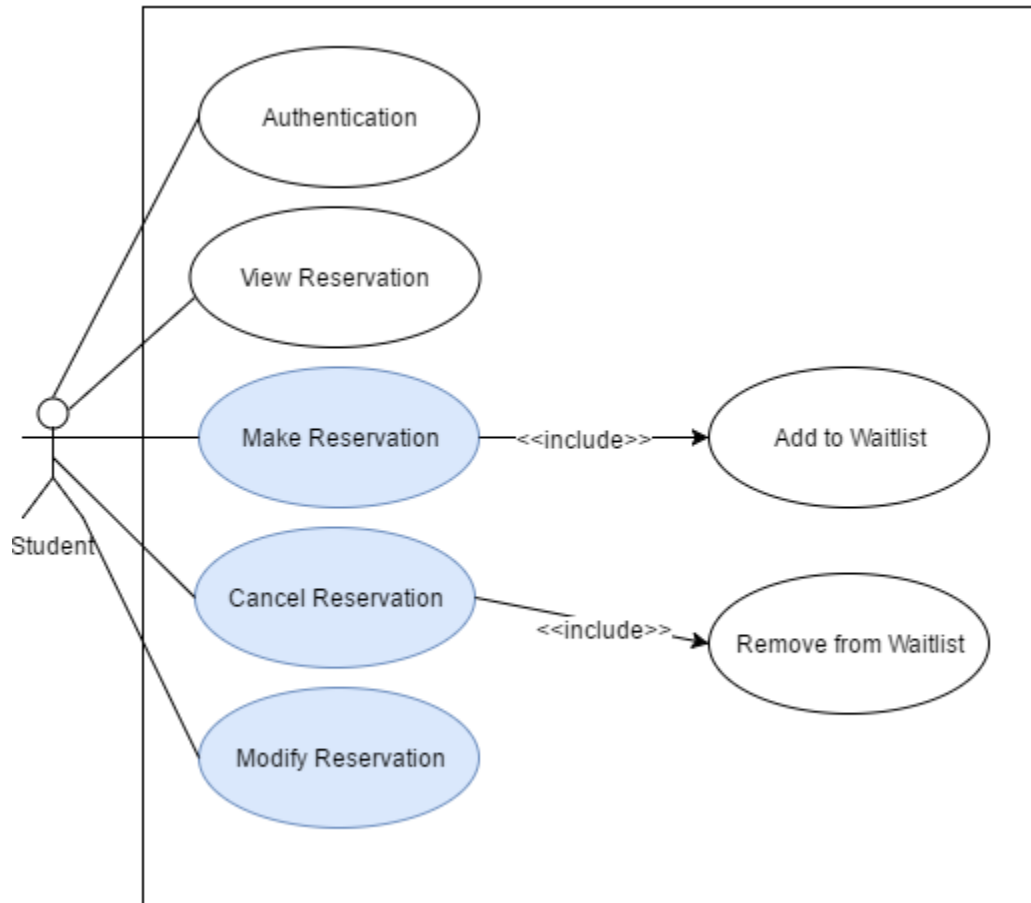 Authentication
View Reservation
Make Reservation
<<include>>
Add to Waitlist
Student
Cancel Reservation
<<include>>
Remove from Waitlist
Modify Reservation